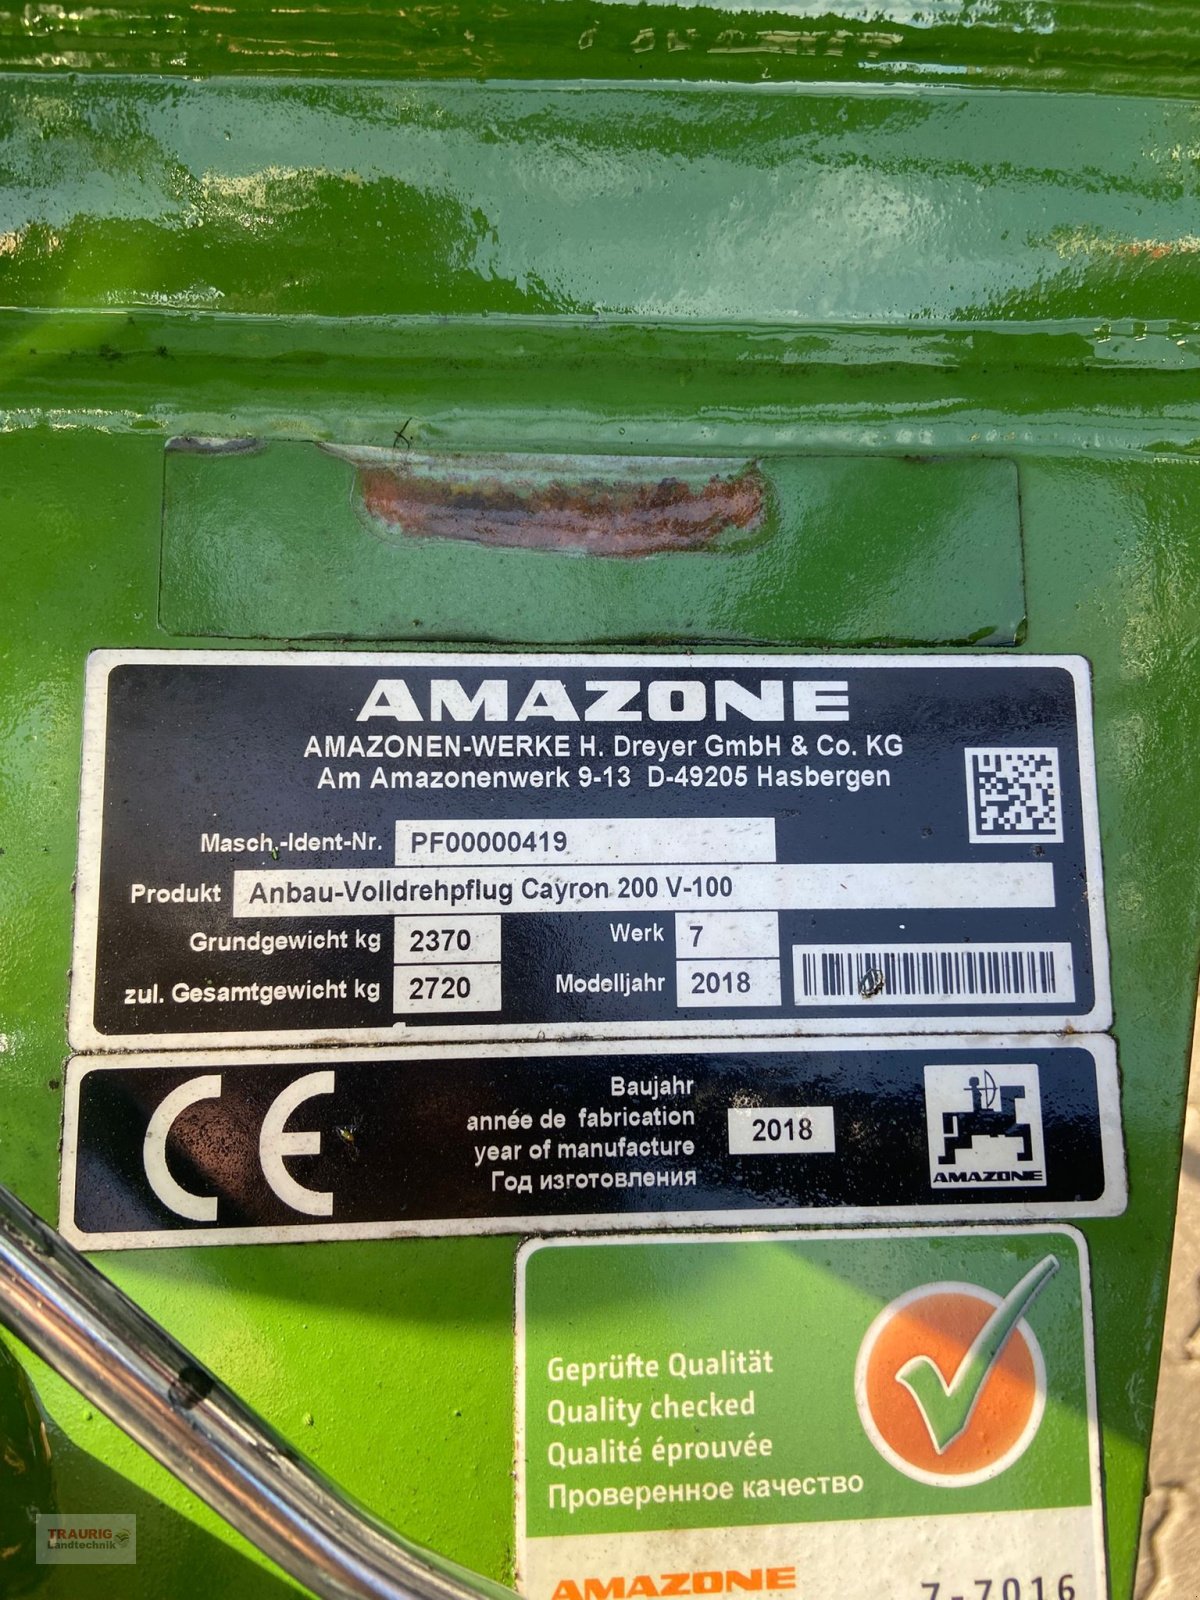 AMAZONE
AMAZONEN-WERKE H. Dreyer GmbH & Co. KG
Am Amazonenwerk 9-13 D-49205 Hasbergen
Masch.-Ident-Nr. PF00000419
Produkt Anbau-Volldrehpflug Cayron 200 V-100
Grundgewicht kg 2370 Werk 7
zul. Gesamtgewicht kg 2720 Modelljahr 2018
CE
Baujahr
année de fabrication
year of manufacture
Год изготовления
2018
AMAZONE
Geprüfte Qualität
Quality checked
Qualité éprouvée
Проверенное качество
AMAZONE 7-7016
TRAURIG
Landtechnik